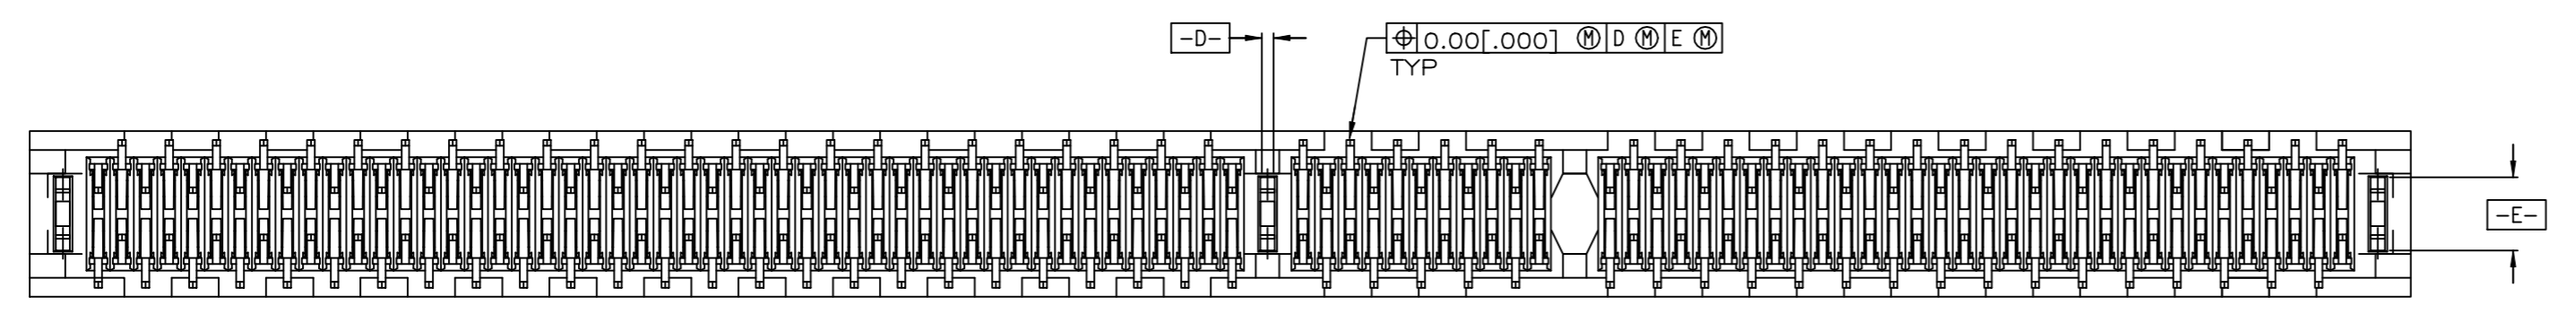 -D-
⌖ 0.00[.000] Ⓜ D Ⓜ E Ⓜ
TYP
-E-